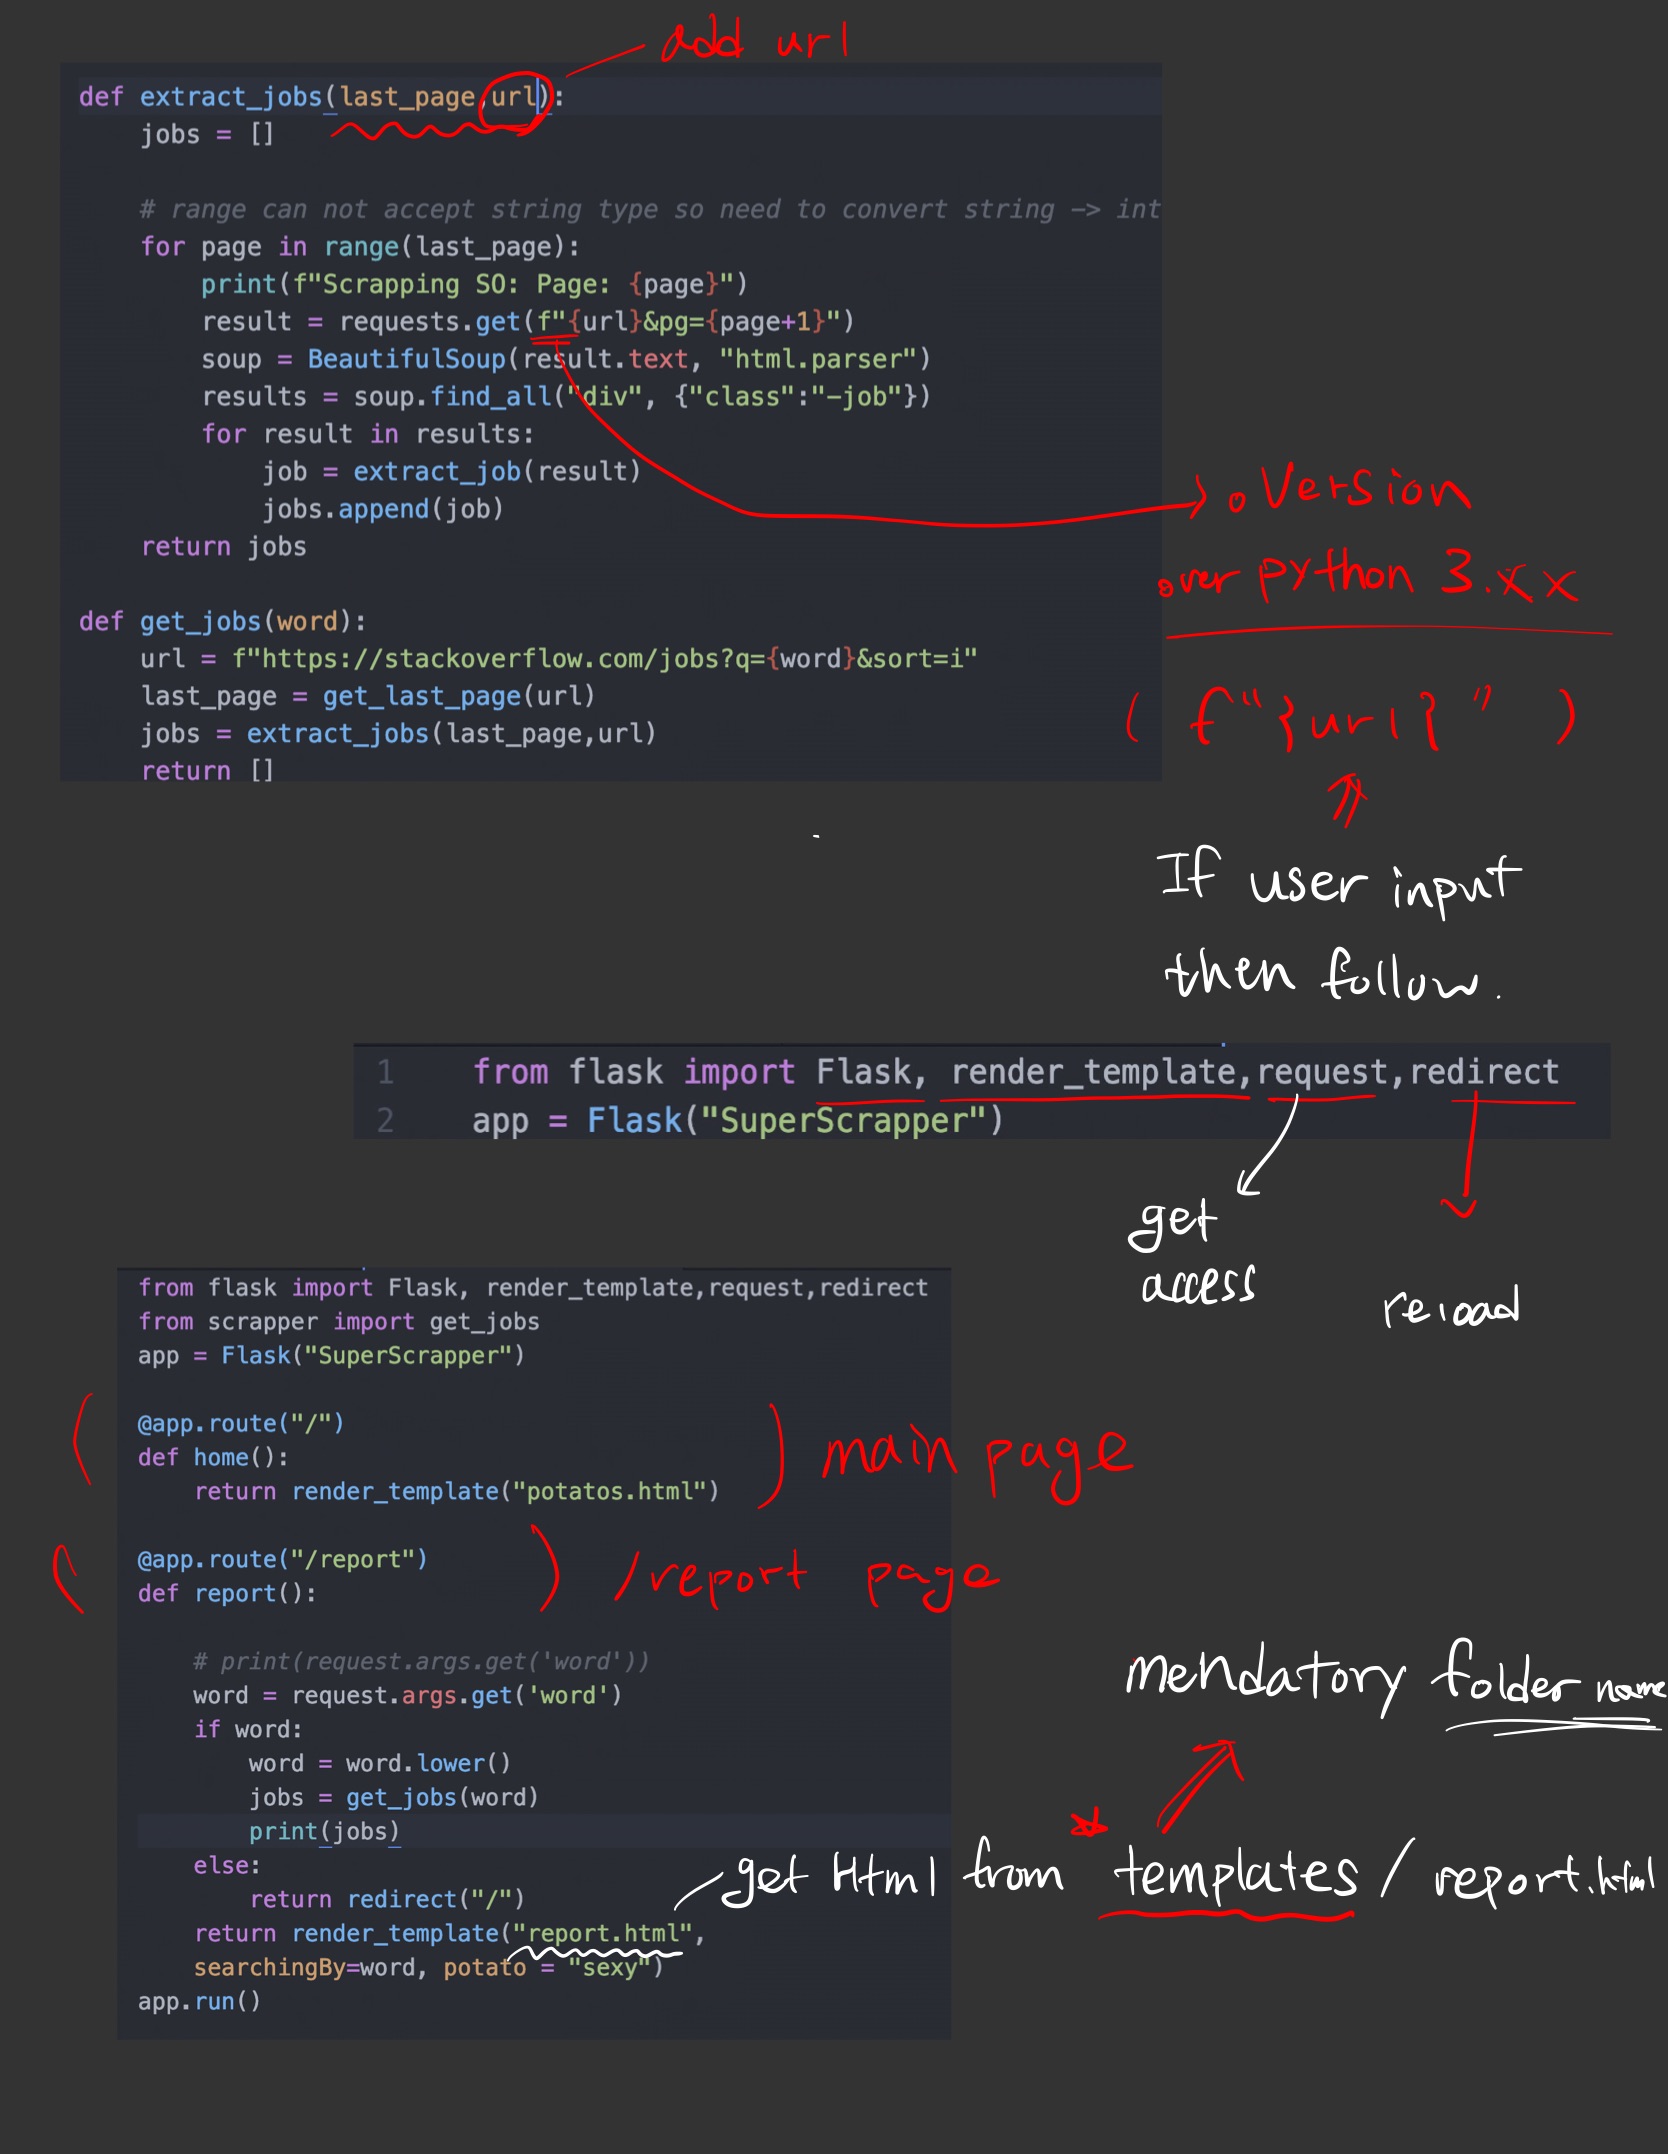 add url
def extract_jobs(last_page,url):
    jobs = []
    # range can not accept string type so need to convert string -> int
    for page in range(last_page):
        print(f"Scrapping SO: Page: {page}")
        result = requests.get(f"{url}&pg={page+1}")
        soup = BeautifulSoup(result.text, "html.parser")
        results = soup.find_all("div", {"class":"-job"})
        for result in results:
            job = extract_job(result)
            jobs.append(job)
    return jobs
def get_jobs(word):
    url = f"https://stackoverflow.com/jobs?q={word}&sort=i"
    last_page = get_last_page(url)
    jobs = extract_jobs(last_page,url)
    return []
Version
over python 3.xx
( f"{url}" )
If user input
then follow.
1 from flask import Flask, render_template,request,redirect
2 app = Flask("SuperScrapper")
get
access
reload
from flask import Flask, render_template,request,redirect
from scrapper import get_jobs
app = Flask("SuperScrapper")
@app.route("/")
def home():
    return render_template("potatos.html")
main page
@app.route("/report")
def report():
/report page
    # print(request.args.get('word'))
    word = request.args.get('word')
    if word:
        word = word.lower()
        jobs = get_jobs(word)
        print(jobs)
    else:
        return redirect("/")
    return render_template("report.html",
    searchingBy=word, potato = "sexy")
app.run()
mendatory folder name
get Html from * templates / report.html